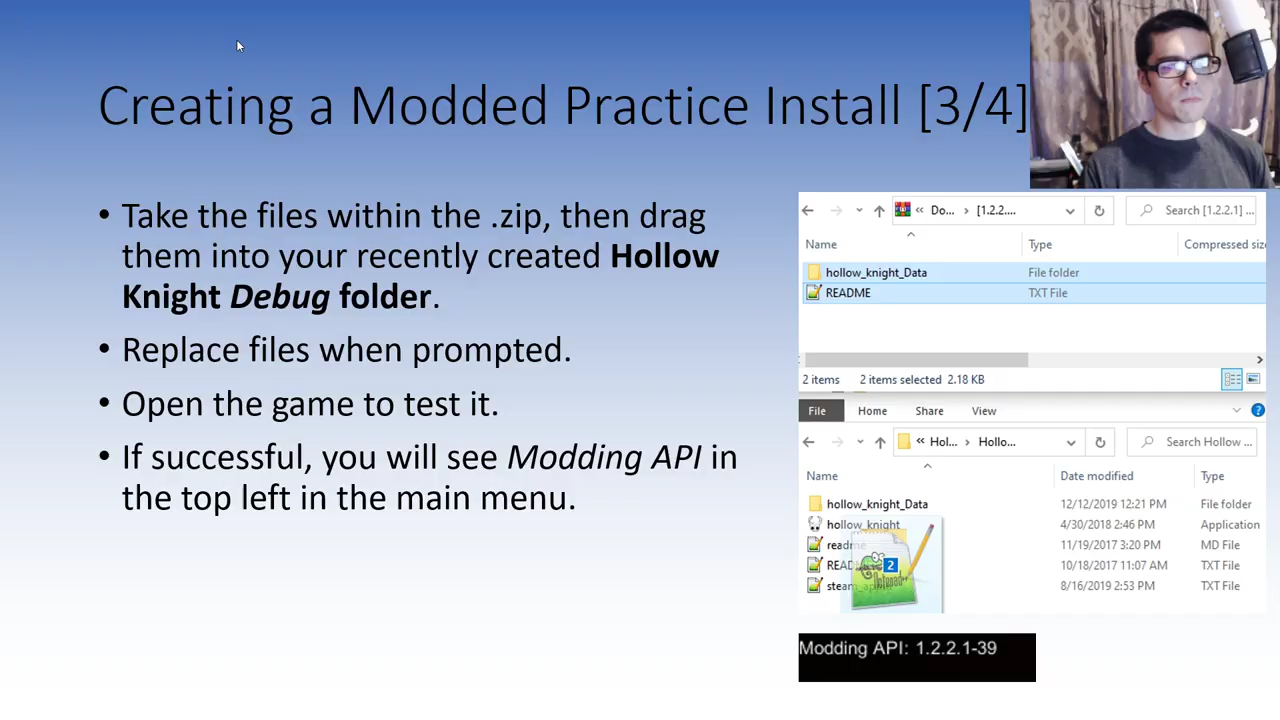 Creating a Modded Practice Install [3/4]
• Take the files within the .zip, then drag
them into your recently created Hollow
Knight Debug folder.
• Replace files when prompted.
• Open the game to test it.
• If successful, you will see Modding API in
the top left in the main menu.
« Do... › [1.2.2.... Search [1.2.2.1] ...
Name Type Compressed size
hollow_knight_Data File folder
README TXT File
2 items 2 items selected 2.18 KB
File Home Share View
« Hol... › Hollo... Search Hollow ...
Name Date modified Type
hollow_knight_Data 12/12/2019 12:21 PM File folder
hollow_knight 4/30/2018 2:46 PM Application
readme 11/19/2017 3:20 PM MD File
10/18/2017 11:07 AM TXT File
8/16/2019 2:53 PM TXT File
2
Modding API: 1.2.2.1-39